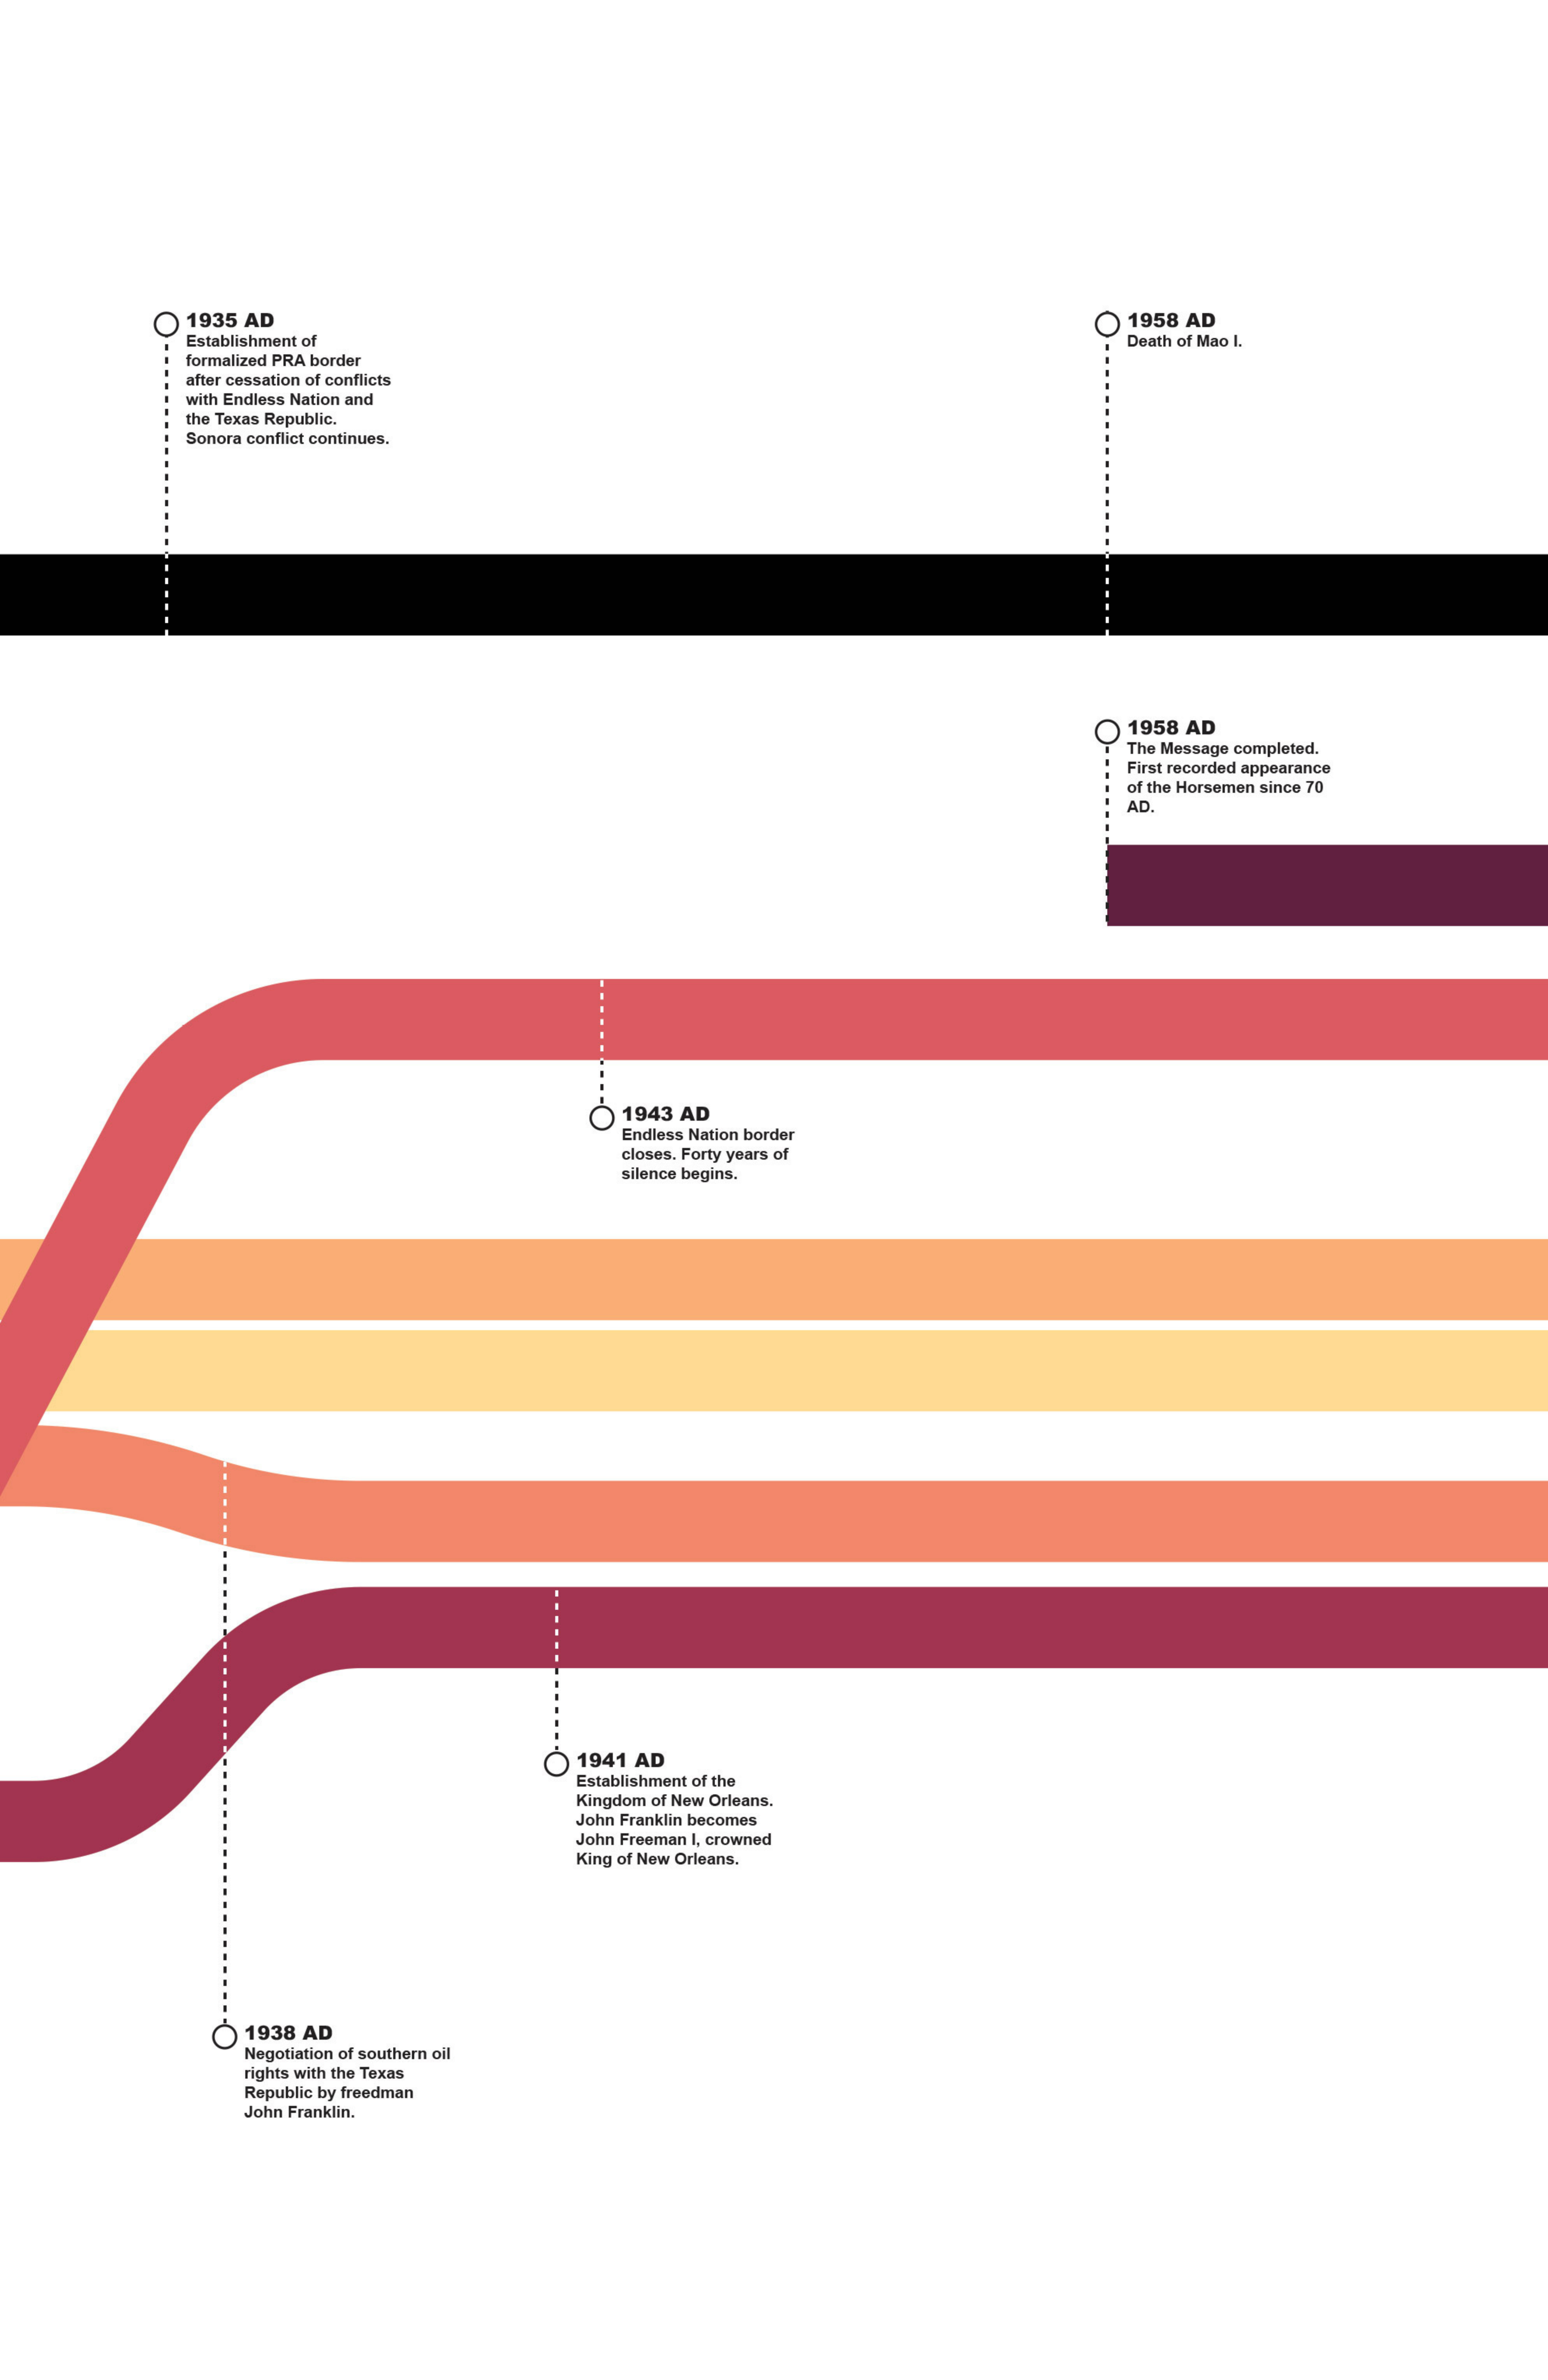 1935 AD
Establishment of
formalized PRA border
after cessation of conflicts
with Endless Nation and
the Texas Republic.
Sonora conflict continues.
1958 AD
Death of Mao I.
1958 AD
The Message completed.
First recorded appearance
of the Horsemen since 70
AD.
1943 AD
Endless Nation border
closes. Forty years of
silence begins.
1941 AD
Establishment of the
Kingdom of New Orleans.
John Franklin becomes
John Freeman I, crowned
King of New Orleans.
1938 AD
Negotiation of southern oil
rights with the Texas
Republic by freedman
John Franklin.